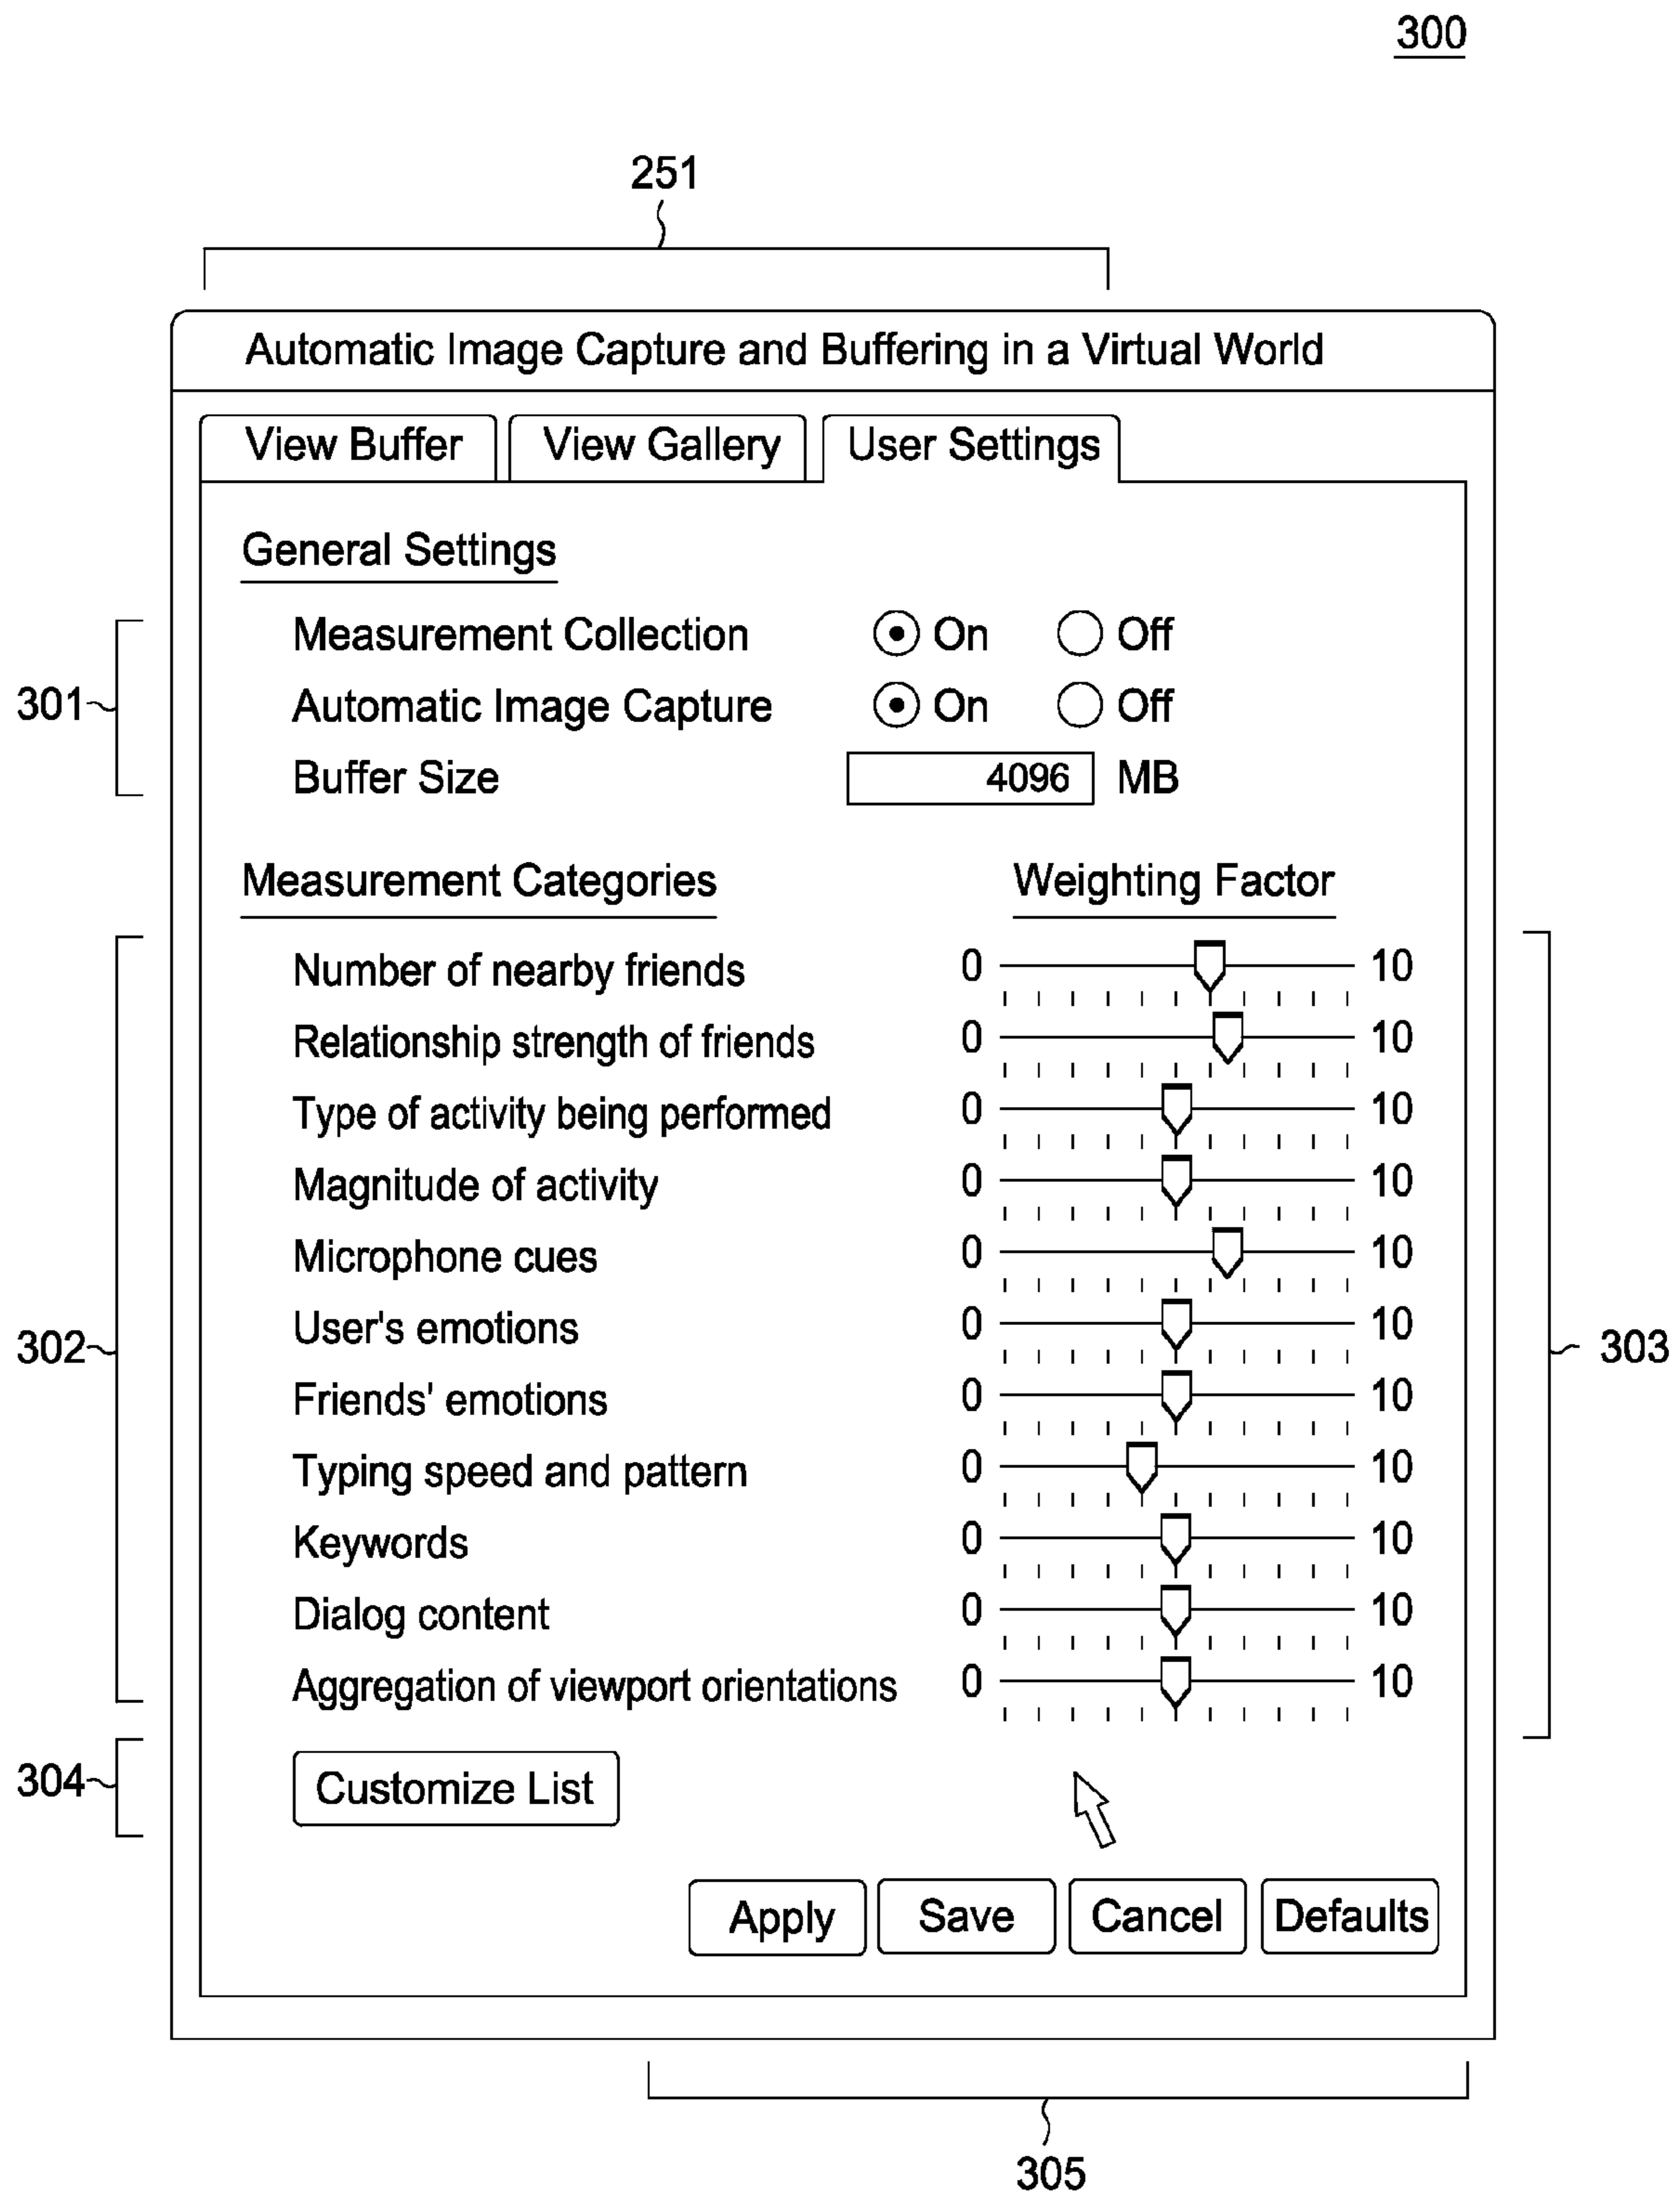 300
251
Automatic Image Capture and Buffering in a Virtual World
View Buffer View Gallery User Settings
General Settings
Measurement Collection On Off
301 Automatic Image Capture On Off
Buffer Size 4096 MB
Measurement Categories Weighting Factor
Number of nearby friends 0 10
Relationship strength of friends 0 10
Type of activity being performed 0 10
Magnitude of activity 0 10
Microphone cues 0 10
302 User's emotions 0 10 303
Friends' emotions 0 10
Typing speed and pattern 0 10
Keywords 0 10
Dialog content 0 10
Aggregation of viewport orientations 0 10
304 Customize List
Apply Save Cancel Defaults
305